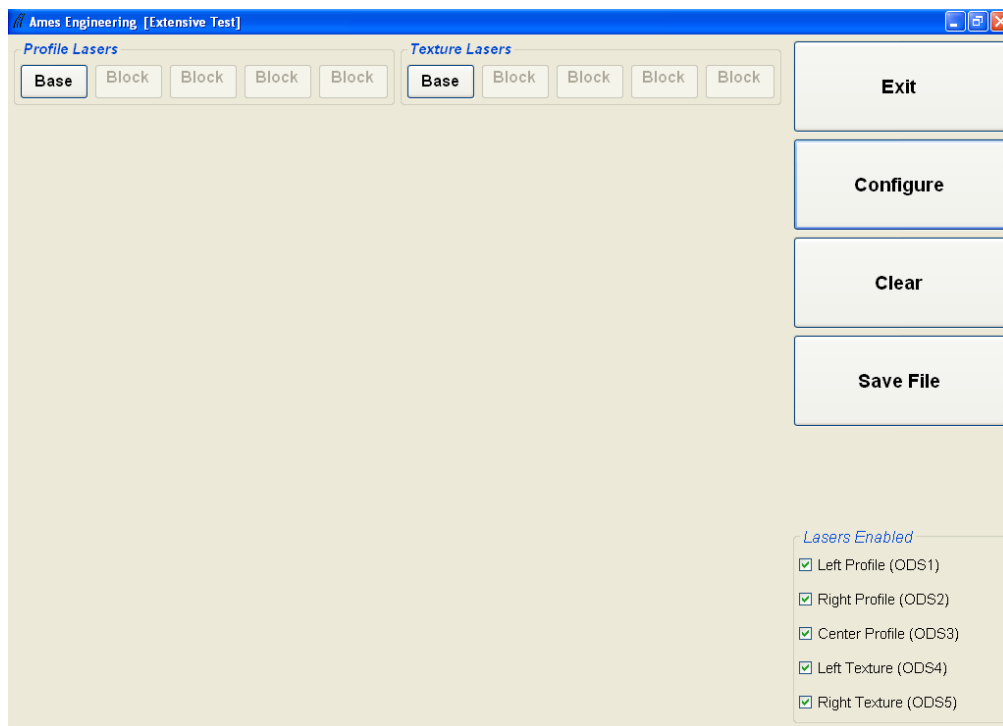 Ames Engineering [Extensive Test]
Profile Lasers
Base Block Block Block Block
Texture Lasers
Base Block Block Block Block
Exit
Configure
Clear
Save File
Lasers Enabled
Left Profile (ODS1)
Right Profile (ODS2)
Center Profile (ODS3)
Left Texture (ODS4)
Right Texture (ODS5)